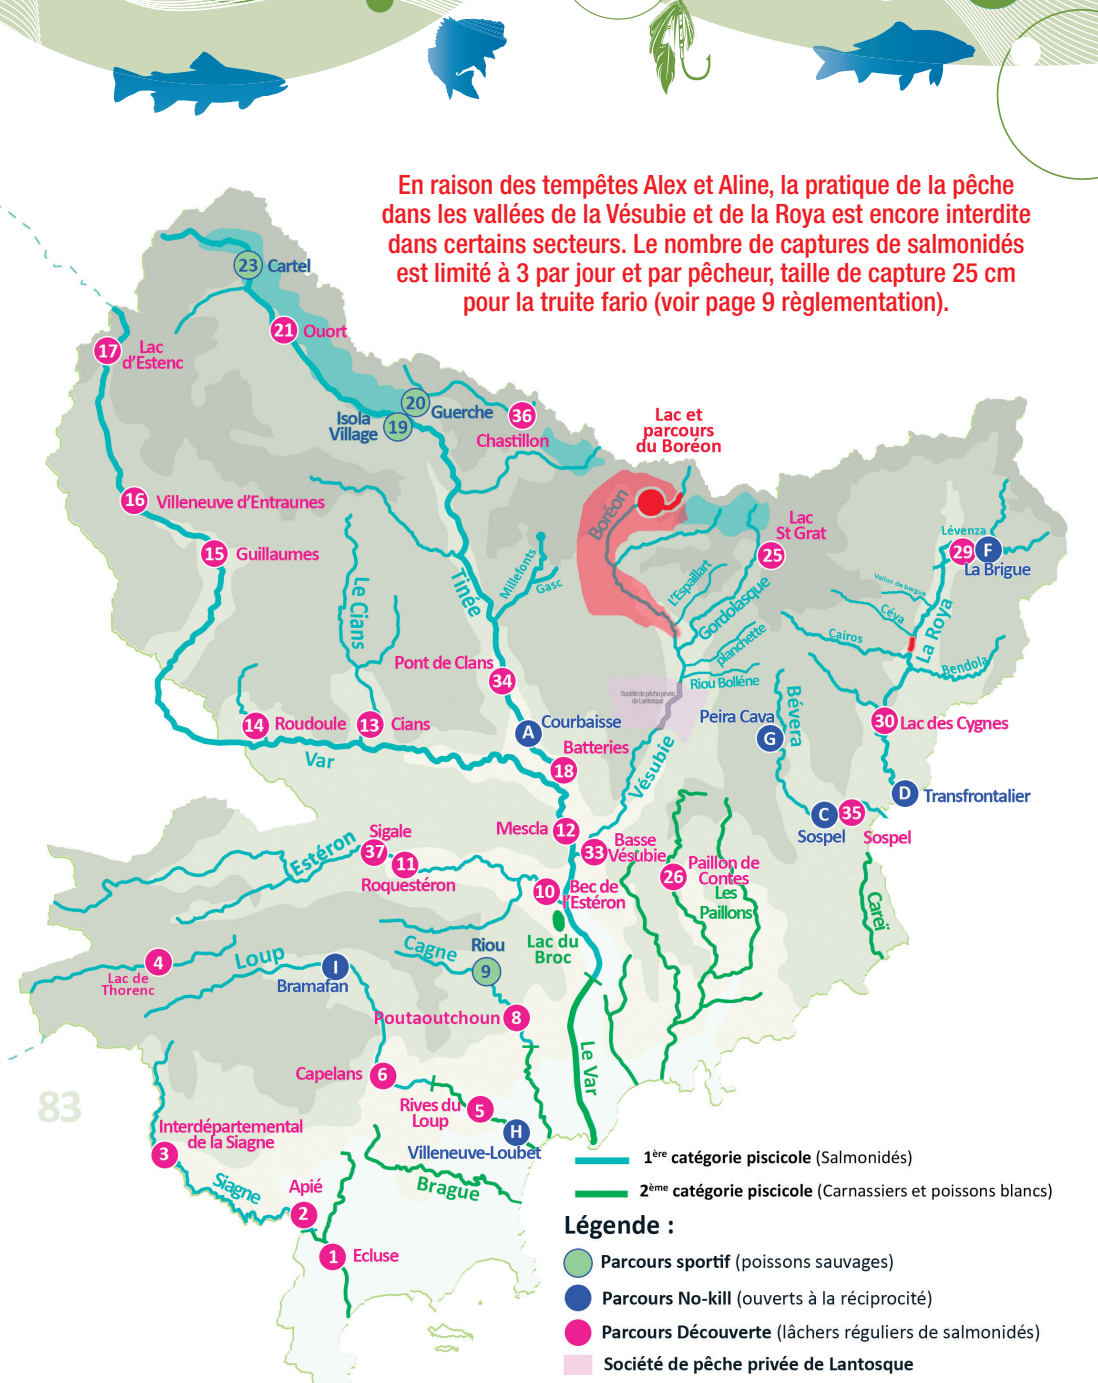 En raison des tempêtes Alex et Aline, la pratique de la pêche
dans les vallées de la Vésubie et de la Roya est encore interdite
dans certains secteurs. Le nombre de captures de salmonidés
est limité à 3 par jour et par pêcheur, taille de capture 25 cm
pour la truite fario (voir page 9 règlementation).
23 Cartel
21 Ouort
17 Lac
d'Estenc
20 Guerche
Isola
Village 19
36
Chastillon
Lac et
parcours
du Boréon
Boréon
16 Villeneuve d'Entraunes
15 Guillaumes
Lac
St Grat
25
Lévenza
29 F
La Brigue
Tinée
Millefonts
Gasc
Le Cians
L'Espaillart
Gordolasque
planchette
Riou Bolléne
Vallon de bergue
Céva
Cairos
La Roya
Bendola
Pont de Clans
34
Société de pêche privée
de Lantosque
14 Roudoule
13 Cians
Var
A Courbaisse
Batteries
18
Vésubie
Peira Cava
G
Bévera
30 Lac des Cygnes
D Transfrontalier
C 35
Sospel
Sospel
Mescla 12
33 Basse
Vésubie
Sigale
37
11
Roquestéron
Estéron
10 Bec de
l'Estéron
26 Paillon de
Contes
Les
Paillons
Careï
Lac du
Broc
4
Lac de
Thorenc
Loup
I
Bramafan
Cagne
Riou
9
Poutaoutchoun 8
Le Var
Capelans 6
83
Rives du
Loup 5
H
Villeneuve-Loubet
Interdépartemental
de la Siagne
3
Siagne
Apié
2
Brague
1 Ecluse
1ère catégorie piscicole (Salmonidés)
2ème catégorie piscicole (Carnassiers et poissons blancs)
Légende :
Parcours sportif (poissons sauvages)
Parcours No-kill (ouverts à la réciprocité)
Parcours Découverte (lâchers réguliers de salmonidés)
Société de pêche privée de Lantosque